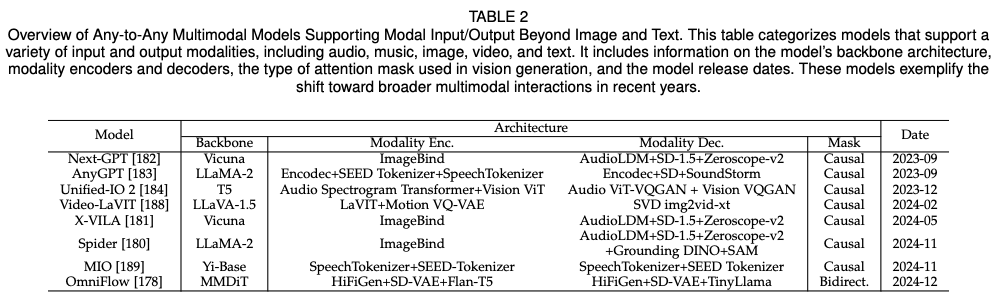 TABLE 2
Overview of Any-to-Any Multimodal Models Supporting Modal Input/Output Beyond Image and Text. This table categorizes models that support a
variety of input and output modalities, including audio, music, image, video, and text. It includes information on the model's backbone architecture,
modality encoders and decoders, the type of attention mask used in vision generation, and the model release dates. These models exemplify the
shift toward broader multimodal interactions in recent years.
Model Architecture Date
Backbone Modality Enc. Modality Dec. Mask
Next-GPT [182] Vicuna ImageBind AudioLDM+SD-1.5+Zeroscope-v2 Causal 2023-09
AnyGPT [183] LLaMA-2 Encodec+SEED Tokenizer+SpeechTokenizer Encodec+SD+SoundStorm Causal 2023-09
Unified-IO 2 [184] T5 Audio Spectrogram Transformer+Vision ViT Audio ViT-VQGAN + Vision VQGAN Causal 2023-12
Video-LaVIT [188] LLaVA-1.5 LaVIT+Motion VQ-VAE SVD img2vid-xt Causal 2024-02
X-VILA [181] Vicuna ImageBind AudioLDM+SD-1.5+Zeroscope-v2 Causal 2024-05
Spider [180] LLaMA-2 ImageBind AudioLDM+SD-1.5+Zeroscope-v2 +Grounding DINO+SAM Causal 2024-11
MIO [189] Yi-Base SpeechTokenizer+SEED-Tokenizer SpeechTokenizer+SEED Tokenizer Causal 2024-11
OmniFlow [178] MMDiT HiFiGen+SD-VAE+Flan-T5 HiFiGen+SD-VAE+TinyLlama Bidirect. 2024-12